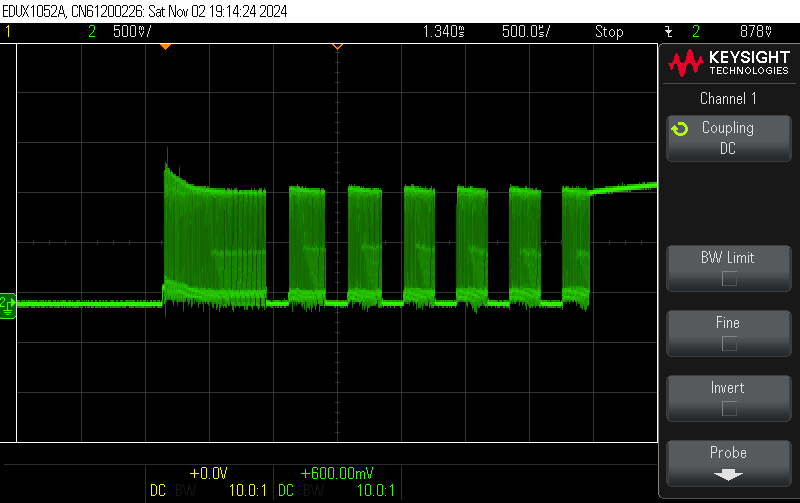 EDUX1052A, CN61200226: Sat Nov 02 19:14:24 2024
1 2 500mV/ 1.340s 500.0s/ Stop 2 878mV
KEYSIGHT
TECHNOLOGIES
Channel 1
Coupling
DC
BW Limit
Fine
Invert
Probe
2
+0.0V +600.00mV
DC BW 10.0:1 DC BW 10.0:1